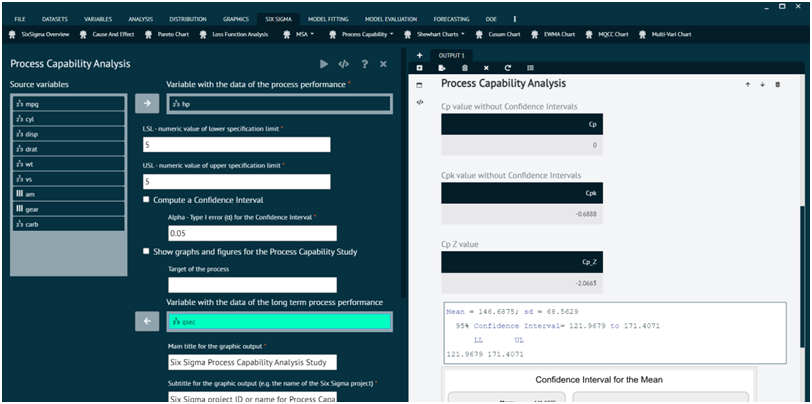 FILE DATASETS VARIABLES ANALYSIS DISTRIBUTION GRAPHICS SIX SIGMA MODEL FITTING MODEL EVALUATION FORECASTING DOE
SixSigma Overview Cause And Effect Pareto Chart Loss Function Analysis MSA Process Capability Shewhart Charts Cusum Chart EWMA Chart MQCC Chart Multi-Vari Chart
Process Capability Analysis
Source variables
mpg
cyl
disp
drat
wt
vs
am
gear
carb
Variable with the data of the process performance *
hp
LSL - numeric value of lower specification limit *
5
USL - numeric value of upper specification limit *
5
Compute a Confidence Interval
Alpha - Type I error (α) for the Confidence Interval *
0.05
Show graphs and figures for the Process Capability Study
Target of the process
Variable with the data of the long term process performance
qsec
Main title for the graphic output *
Six Sigma Process Capability Analysis Study
Subtitle for the graphic output (e.g. the name of the Six Sigma project) *
Six Sigma project ID or name for Process Capa
OUTPUT 1
Process Capability Analysis
Cp value without Confidence Intervals
Cp
0
Cpk value without Confidence Intervals
Cpk
-0.6888
Cp Z value
Cp_Z
-2.0665
Mean = 146.6875; sd = 68.5629
95% Confidence Interval= 121.9679 to 171.4071
LL UL
121.9679 171.4071
Confidence Interval for the Mean